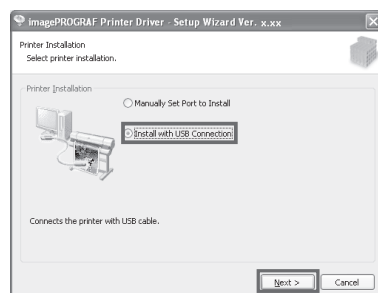 imagePROGRAF Printer Driver - Setup Wizard Ver. x.xx
Printer Installation
Select printer installation.
Printer Installation
Manually Set Port to Install
Install with USB Connection
Connects the printer with USB cable.
Next >
Cancel